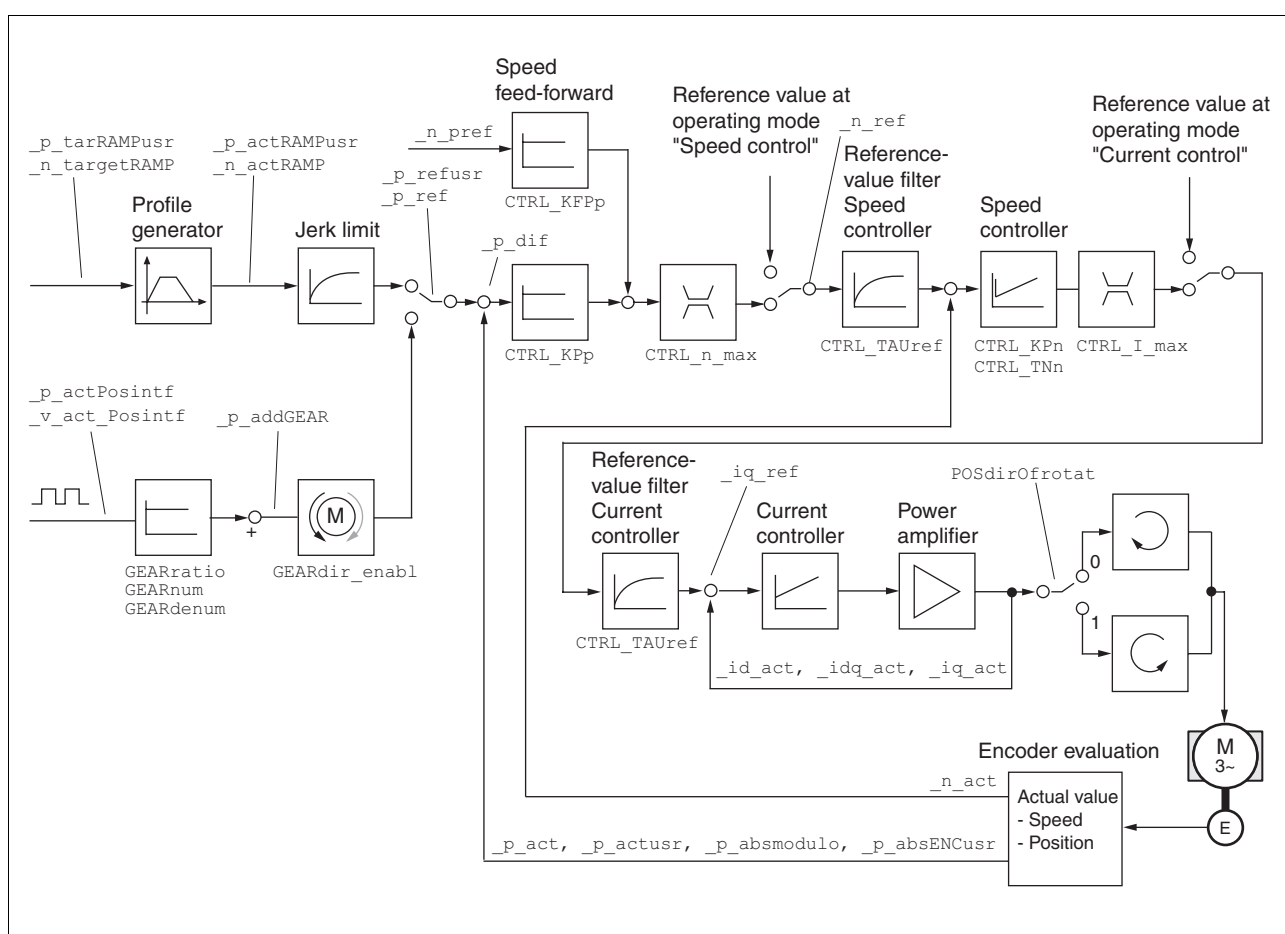 Speed
feed-forward
_n_pref
CTRL_KFPp
Reference value at
operating mode
"Speed control"
_n_ref
Reference value at
operating mode
"Current control"
_p_tarRAMPusr
_n_targetRAMP
_p_actRAMPusr
_n_actRAMP
_p_refusr
_p_ref
Profile
generator
Jerk limit
_p_dif
CTRL_KPp
CTRL_n_max
Reference-
value filter
Speed
controller
CTRL_TAUref
Speed
controller
CTRL_KPn
CTRL_TNn
CTRL_I_max
_p_actPosintf
_v_act_Posintf
_p_addGEAR
+
M
GEARratio
GEARnum
GEARdenum
GEARdir_enabl
Reference-
value filter
Current
controller
CTRL_TAUref
_iq_ref
Current
controller
Power
amplifier
POSdirOfrotat
0
1
_id_act, _idq_act, _iq_act
M
3~
E
Encoder evaluation
Actual value
- Speed
- Position
_n_act
_p_act, _p_actusr, _p_absmodulo, _p_absENCusr